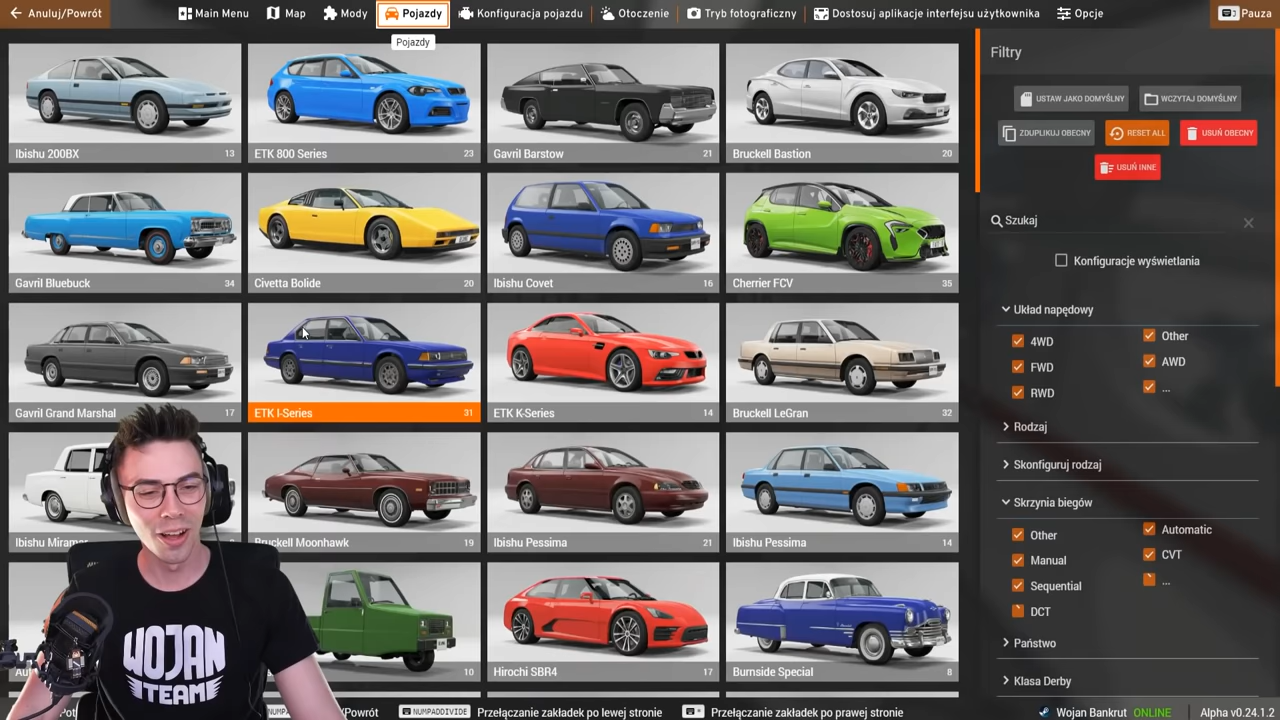 Anuluj/Powrót
Main Menu
Map
Mody
Pojazdy
Konfiguracja pojazdu
Otoczenie
Tryb fotograficzny
Dostosuj aplikacje interfejsu użytkownika
Opcje
Pauza
Pojazdy
Ibishu 200BX 13
ETK 800 Series 23
Gavril Barstow 21
Bruckell Bastion 20
Gavril Bluebuck 34
Civetta Bolide 20
Ibishu Covet 16
Cherrier FCV 35
Gavril Grand Marshal 17
ETK I-Series 31
ETK K-Series 14
Bruckell LeGran 32
Ibishu Miramar
Bruckell Moonhawk 19
Ibishu Pessima 21
Ibishu Pessima 14
10
Hirochi SBR4 17
Burnside Special 8
WOJAN
TEAM
Filtry
USTAW JAKO DOMYŚLNY
WCZYTAJ DOMYŚLNY
ZDUPLIKUJ OBECNY
RESET ALL
USUŃ OBECNY
USUŃ INNE
Szukaj
Konfiguracje wyświetlania
Układ napędowy
4WD
Other
FWD
AWD
RWD
...
Rodzaj
Skonfiguruj rodzaj
Skrzynia biegów
Other
Automatic
Manual
CVT
Sequential
...
DCT
Państwo
Klasa Derby
/Powrót
NUMPADDIVIDE
Przełączanie zakładek po lewej stronie
Przełączanie zakładek po prawej stronie
Wojan Bankrut ONLINE
Alpha v0.24.1.2